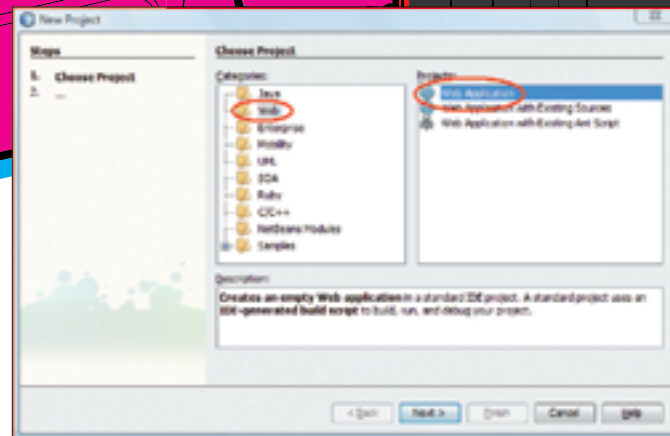 New Project
Steps
1. Choose Project
2. ...
Choose Project
Categories:
Java
Web
Enterprise
Mobility
UML
SOA
Ruby
C/C++
NetBeans Modules
Samples
Projects:
Web Application
Web Application with Existing Sources
Web Application with Existing Ant Script
Description:
Creates an empty Web application in a standard IDE project. A standard project uses an
IDE-generated build script to build, run, and debug your project.
< Back
Next >
Finish
Cancel
Help